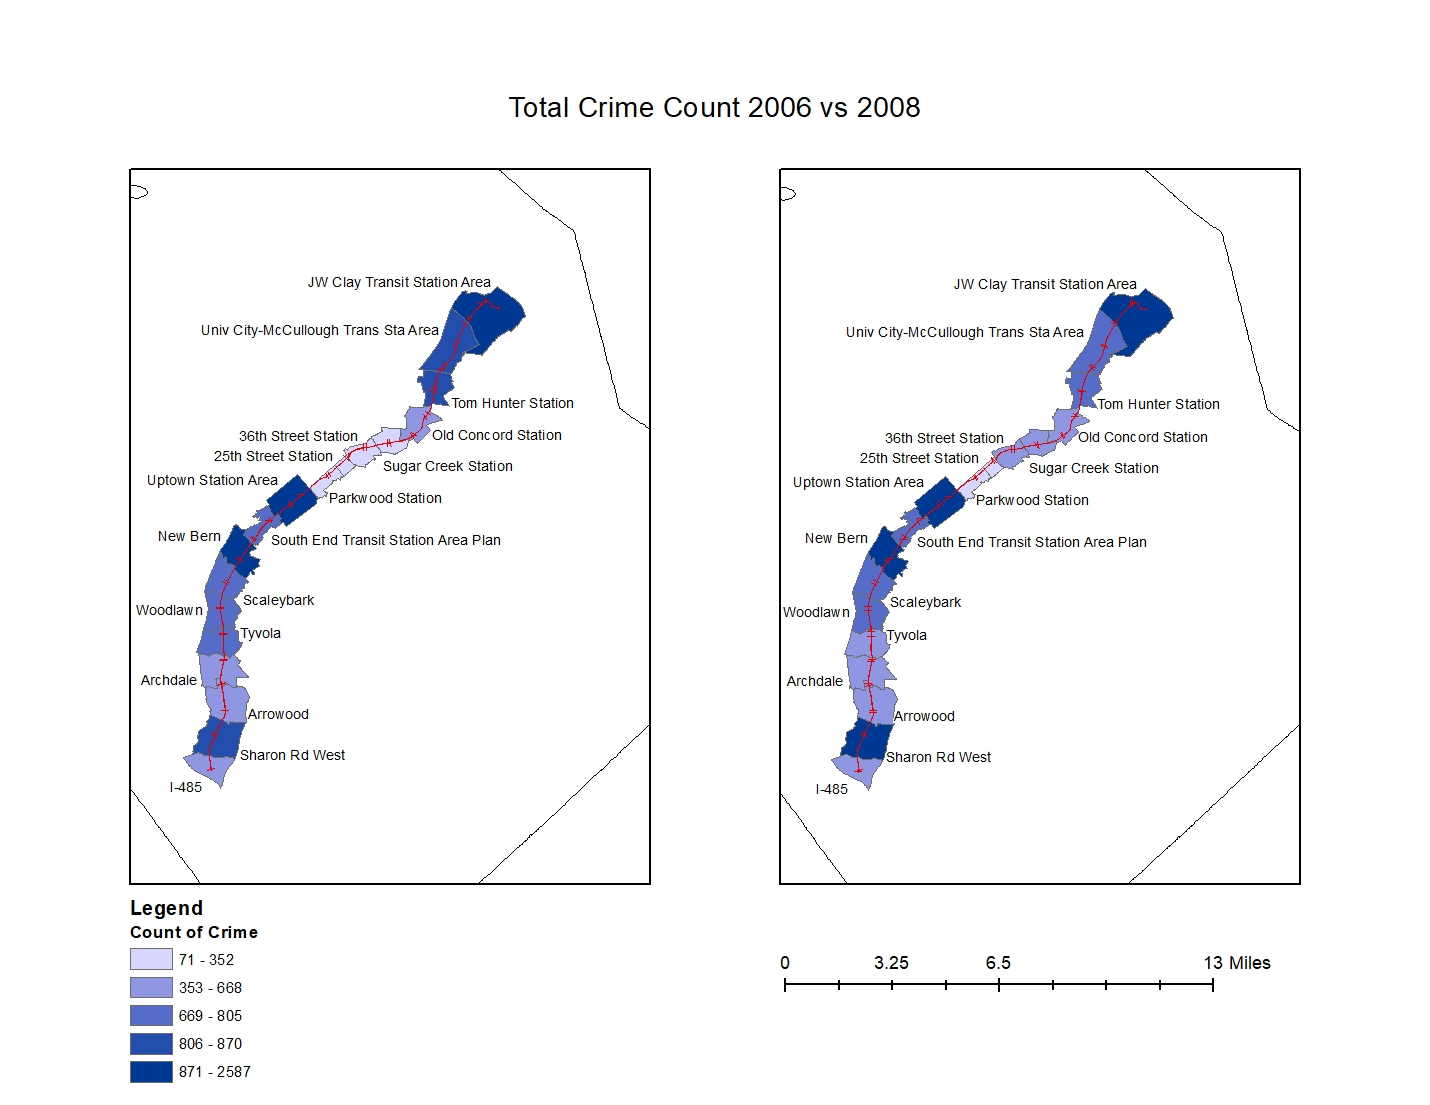 Total Crime Count 2006 vs 2008
JW Clay Transit Station Area
Univ City-McCullough Trans Sta Area
Tom Hunter Station
36th Street Station
Old Concord Station
25th Street Station
Sugar Creek Station
Uptown Station Area
Parkwood Station
New Bern
South End Transit Station Area Plan
Scaleybark
Woodlawn
Tyvola
Archdale
Arrowood
Sharon Rd West
I-485
JW Clay Transit Station Area
Univ City-McCullough Trans Sta Area
Tom Hunter Station
36th Street Station
Old Concord Station
25th Street Station
Sugar Creek Station
Uptown Station Area
Parkwood Station
New Bern
South End Transit Station Area Plan
Scaleybark
Woodlawn
Tyvola
Archdale
Arrowood
Sharon Rd West
I-485
Legend
Count of Crime
71 - 352
353 - 668
669 - 805
806 - 870
871 - 2587
0 3.25 6.5 13 Miles